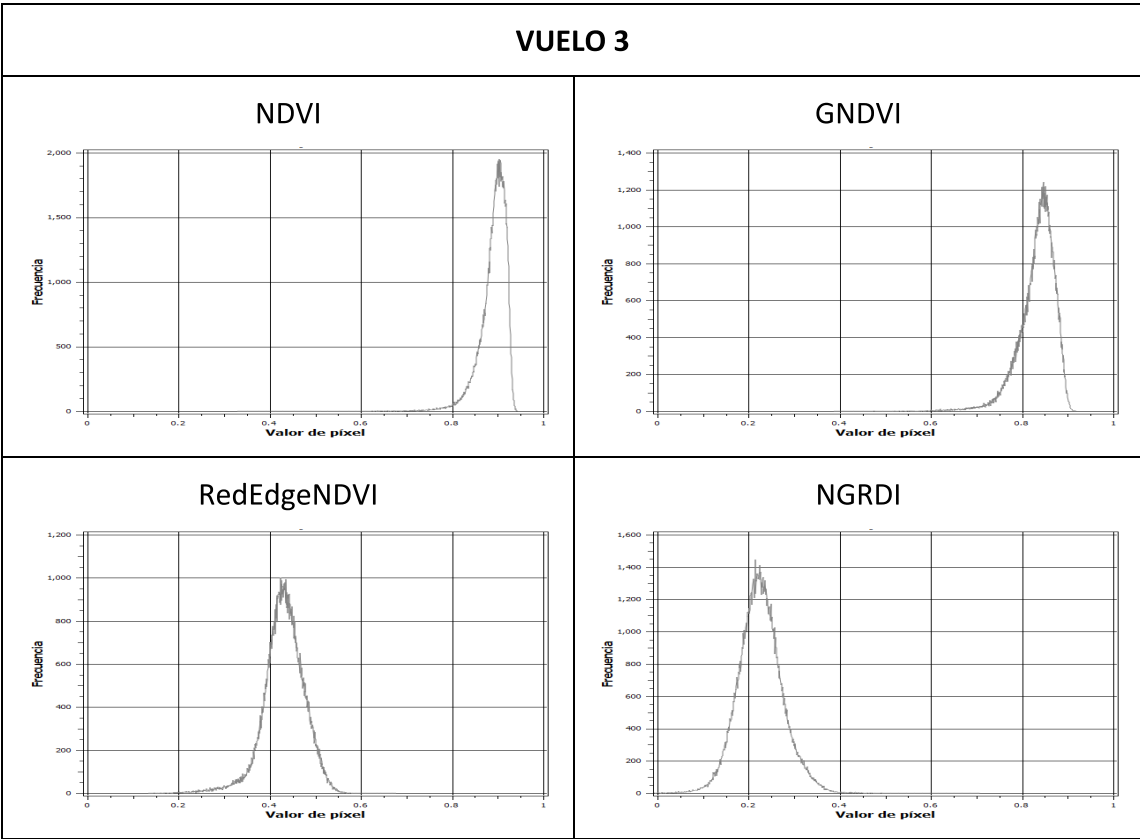 VUELO 3
NDVI
2,000
1,500
1,000
500
0
Frecuencia
0 0.2 0.4 0.6 0.8 1
Valor de píxel
GNDVI
1,400
1,200
1,000
800
600
400
200
0
Frecuencia
0 0.2 0.4 0.6 0.8 1
Valor de píxel
RedEdgeNDVI
1,200
1,000
800
600
400
200
0
Frecuencia
0 0.2 0.4 0.6 0.8 1
Valor de píxel
NGRDI
1,600
1,400
1,200
1,000
800
600
400
200
0
Frecuencia
0 0.2 0.4 0.6 0.8 1
Valor de píxel